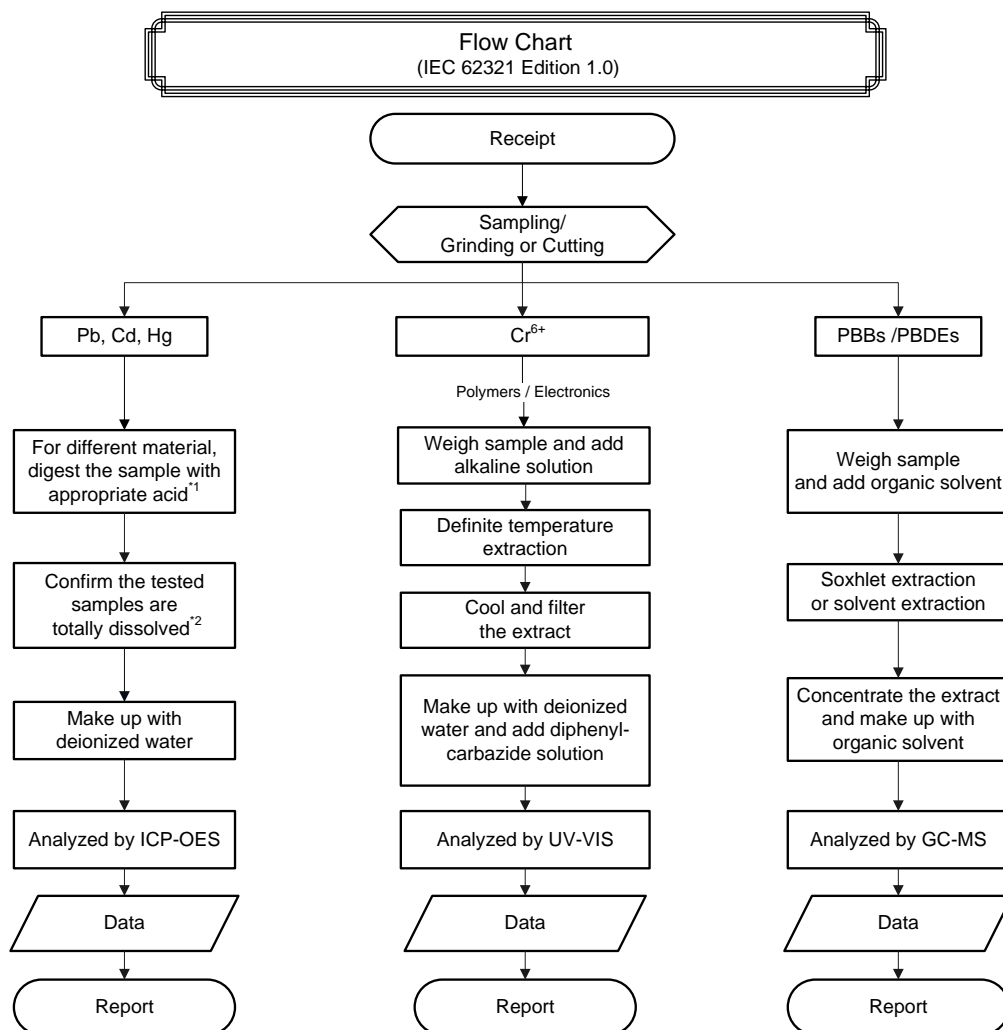 Flow Chart
(IEC 62321 Edition 1.0)
Receipt
Sampling/
Grinding or Cutting
Pb, Cd, Hg
For different material,
digest the sample with
appropriate acid*1
Confirm the tested
samples are
totally dissolved*2
Make up with
deionized water
Analyzed by ICP-OES
Data
Report
Cr6+
Polymers / Electronics
Weigh sample and add
alkaline solution
Definite temperature
extraction
Cool and filter
the extract
Make up with deionized
water and add diphenyl-
carbazide solution
Analyzed by UV-VIS
Data
Report
PBBs /PBDEs
Weigh sample
and add organic solvent
Soxhlet extraction
or solvent extraction
Concentrate the extract
and make up with
organic solvent
Analyzed by GC-MS
Data
Report